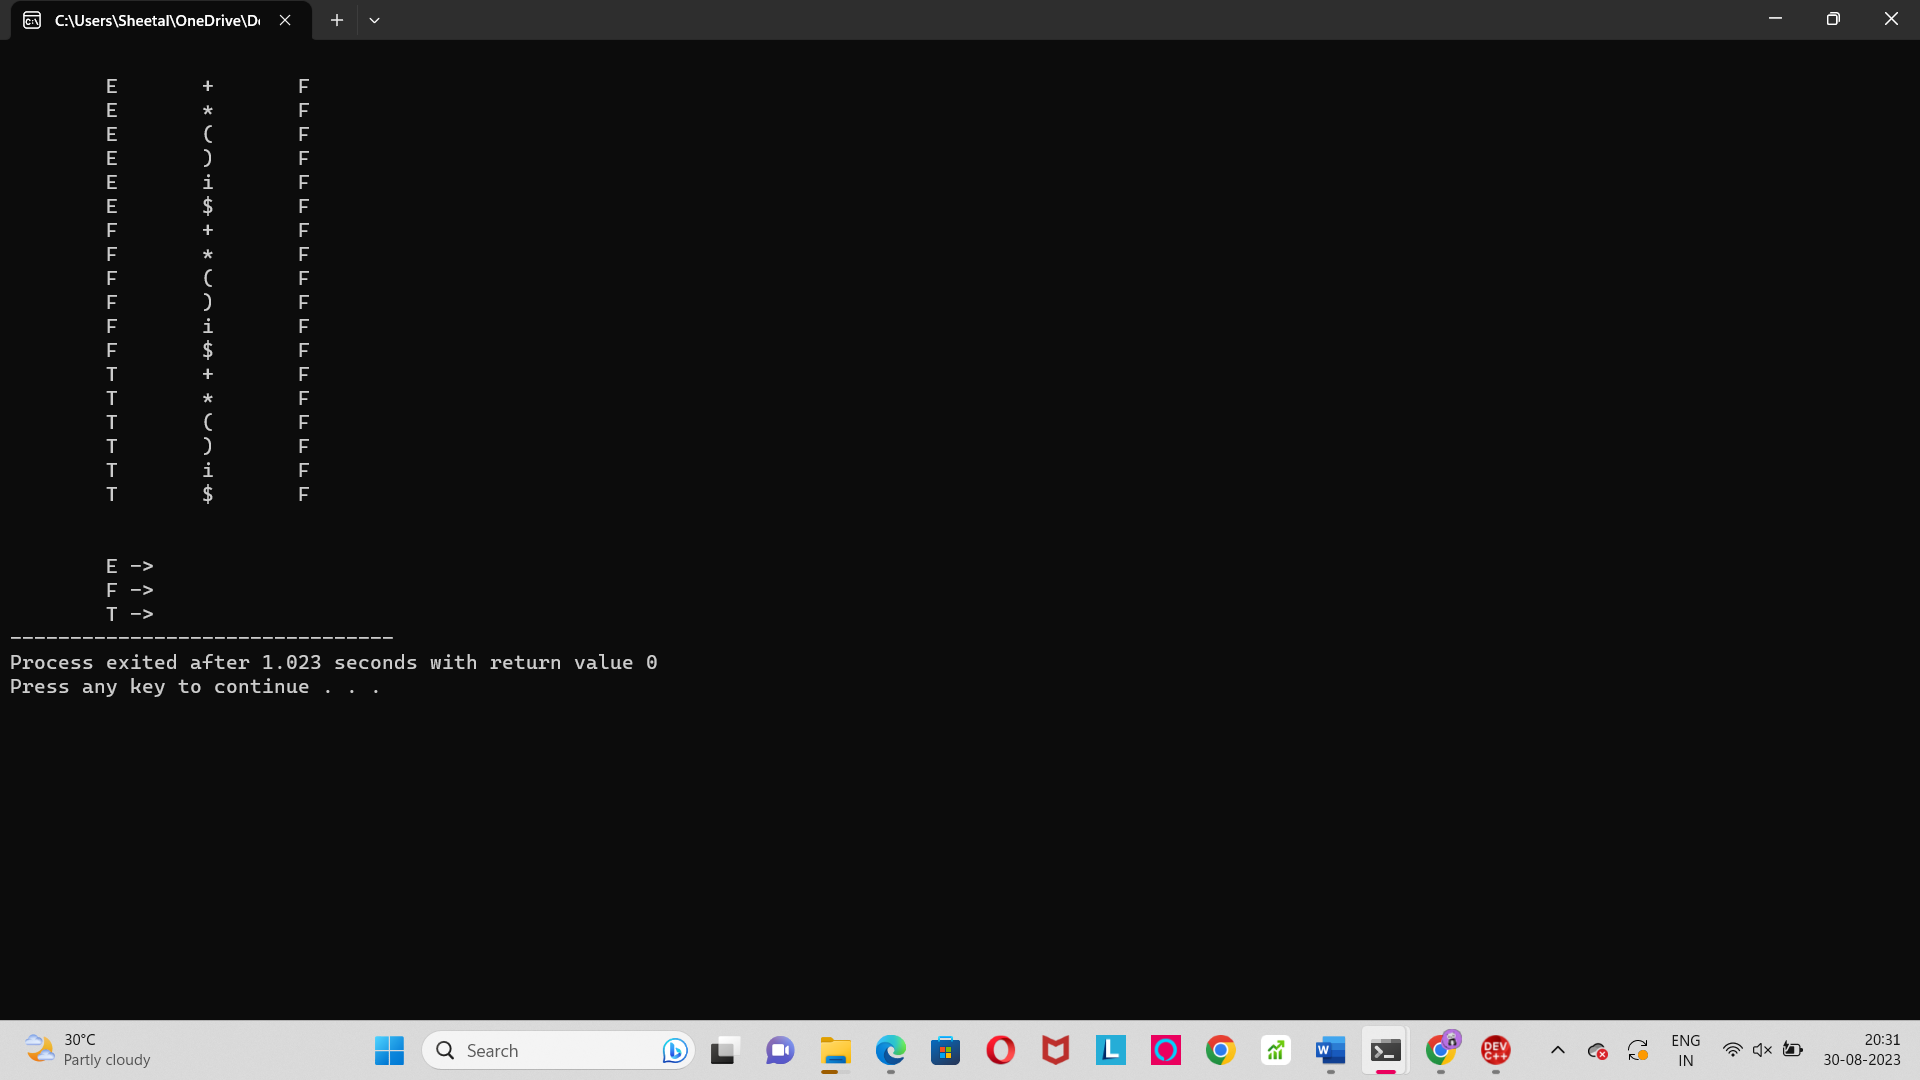 C:\Users\Sheetal\OneDrive\De
E + F
E * F
E ( F
E ) F
E i F
E $ F
F + F
F * F
F ( F
F ) F
F i F
F $ F
T + F
T * F
T ( F
T ) F
T i F
T $ F
E ->
F ->
T ->
--------------------------------
Process exited after 1.023 seconds with return value 0
Press any key to continue . . .
30°C
Partly cloudy
Search
ENG
IN
20:31
30-08-2023